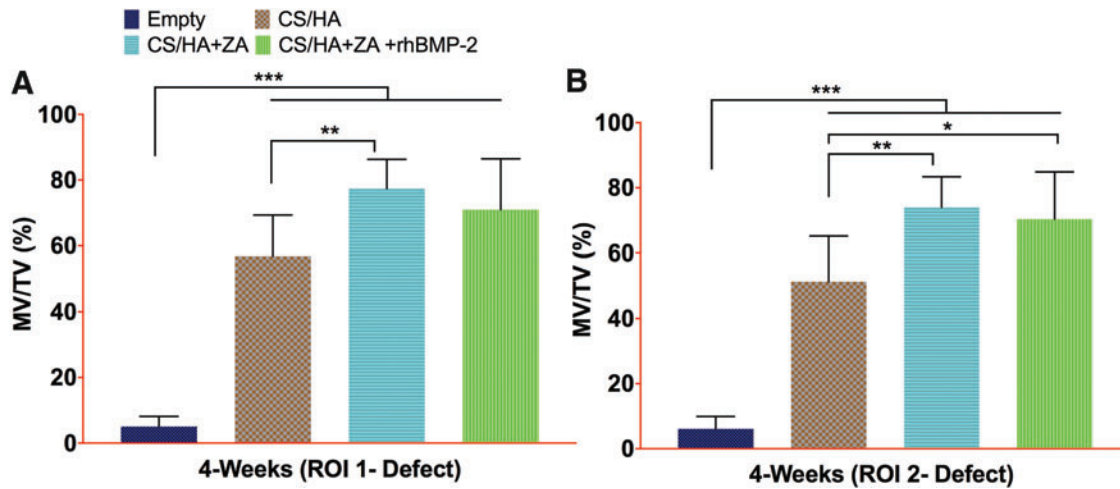 Empty
CS/HA
CS/HA+ZA
CS/HA+ZA +rhBMP-2
A
***
**
100
80
60
40
20
0
MV/TV (%)
4-Weeks (ROI 1- Defect)
B
***
*
**
100
80
60
40
20
0
MV/TV (%)
4-Weeks (ROI 2- Defect)